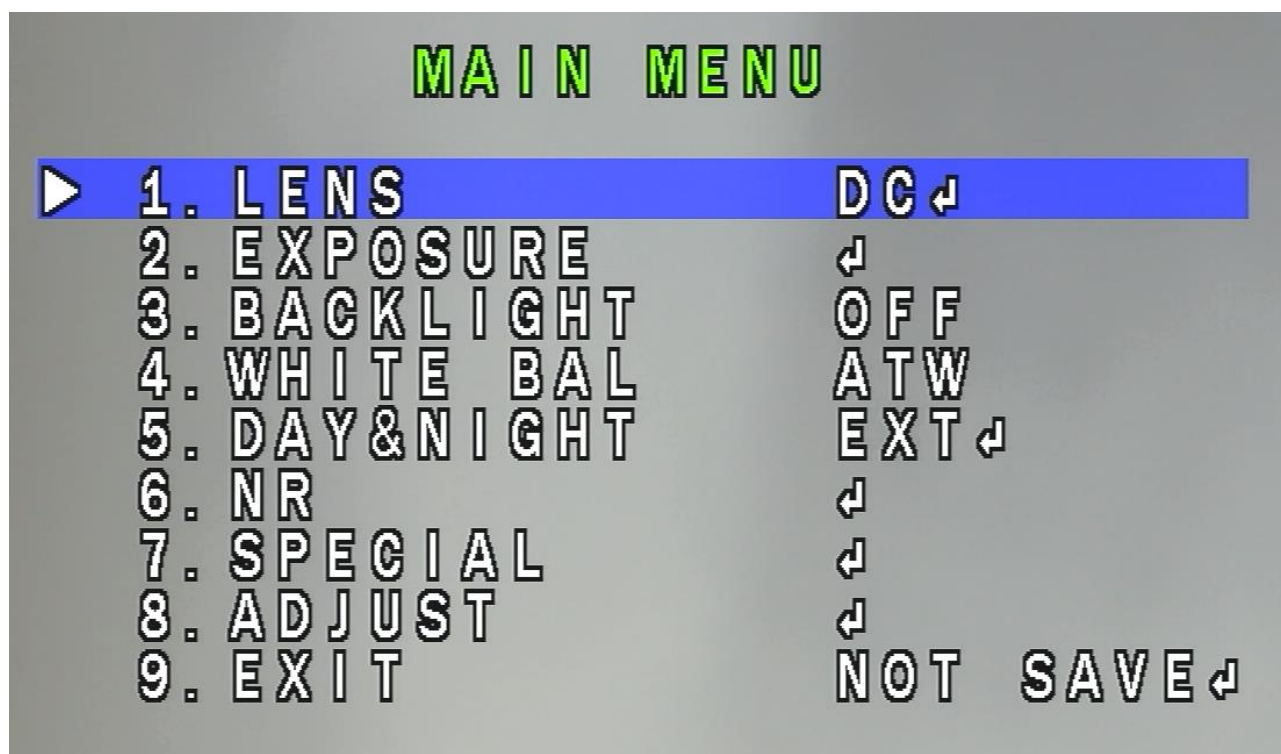 MAIN MENU
1. LENS DC↲
2. EXPOSURE ↲
3. BACKLIGHT OFF
4. WHITE BAL ATW
5. DAY&NIGHT EXT↲
6. NR ↲
7. SPECIAL ↲
8. ADJUST ↲
9. EXIT NOT SAVE↲